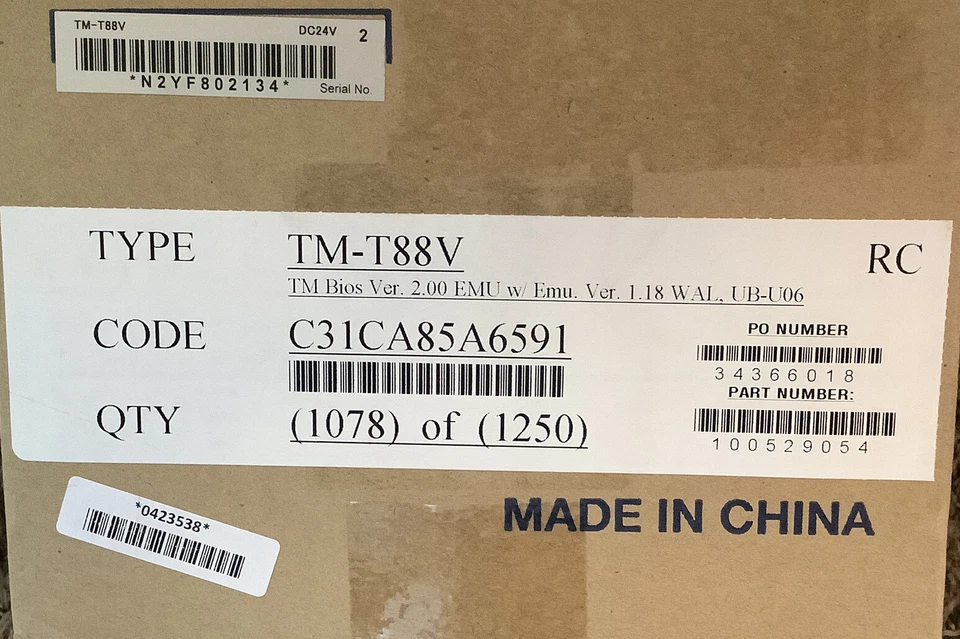 TM-T88V DC24V 2
*N2YF802134* Serial No.
TYPE TM-T88V RC
TM Bios Ver. 2.00 EMU w/ Emu. Ver. 1.18 WAL, UB-U06
CODE C31CA85A6591
PO NUMBER
34366018
PART NUMBER:
100529054
QTY (1078) of (1250)
*0423538*
MADE IN CHINA